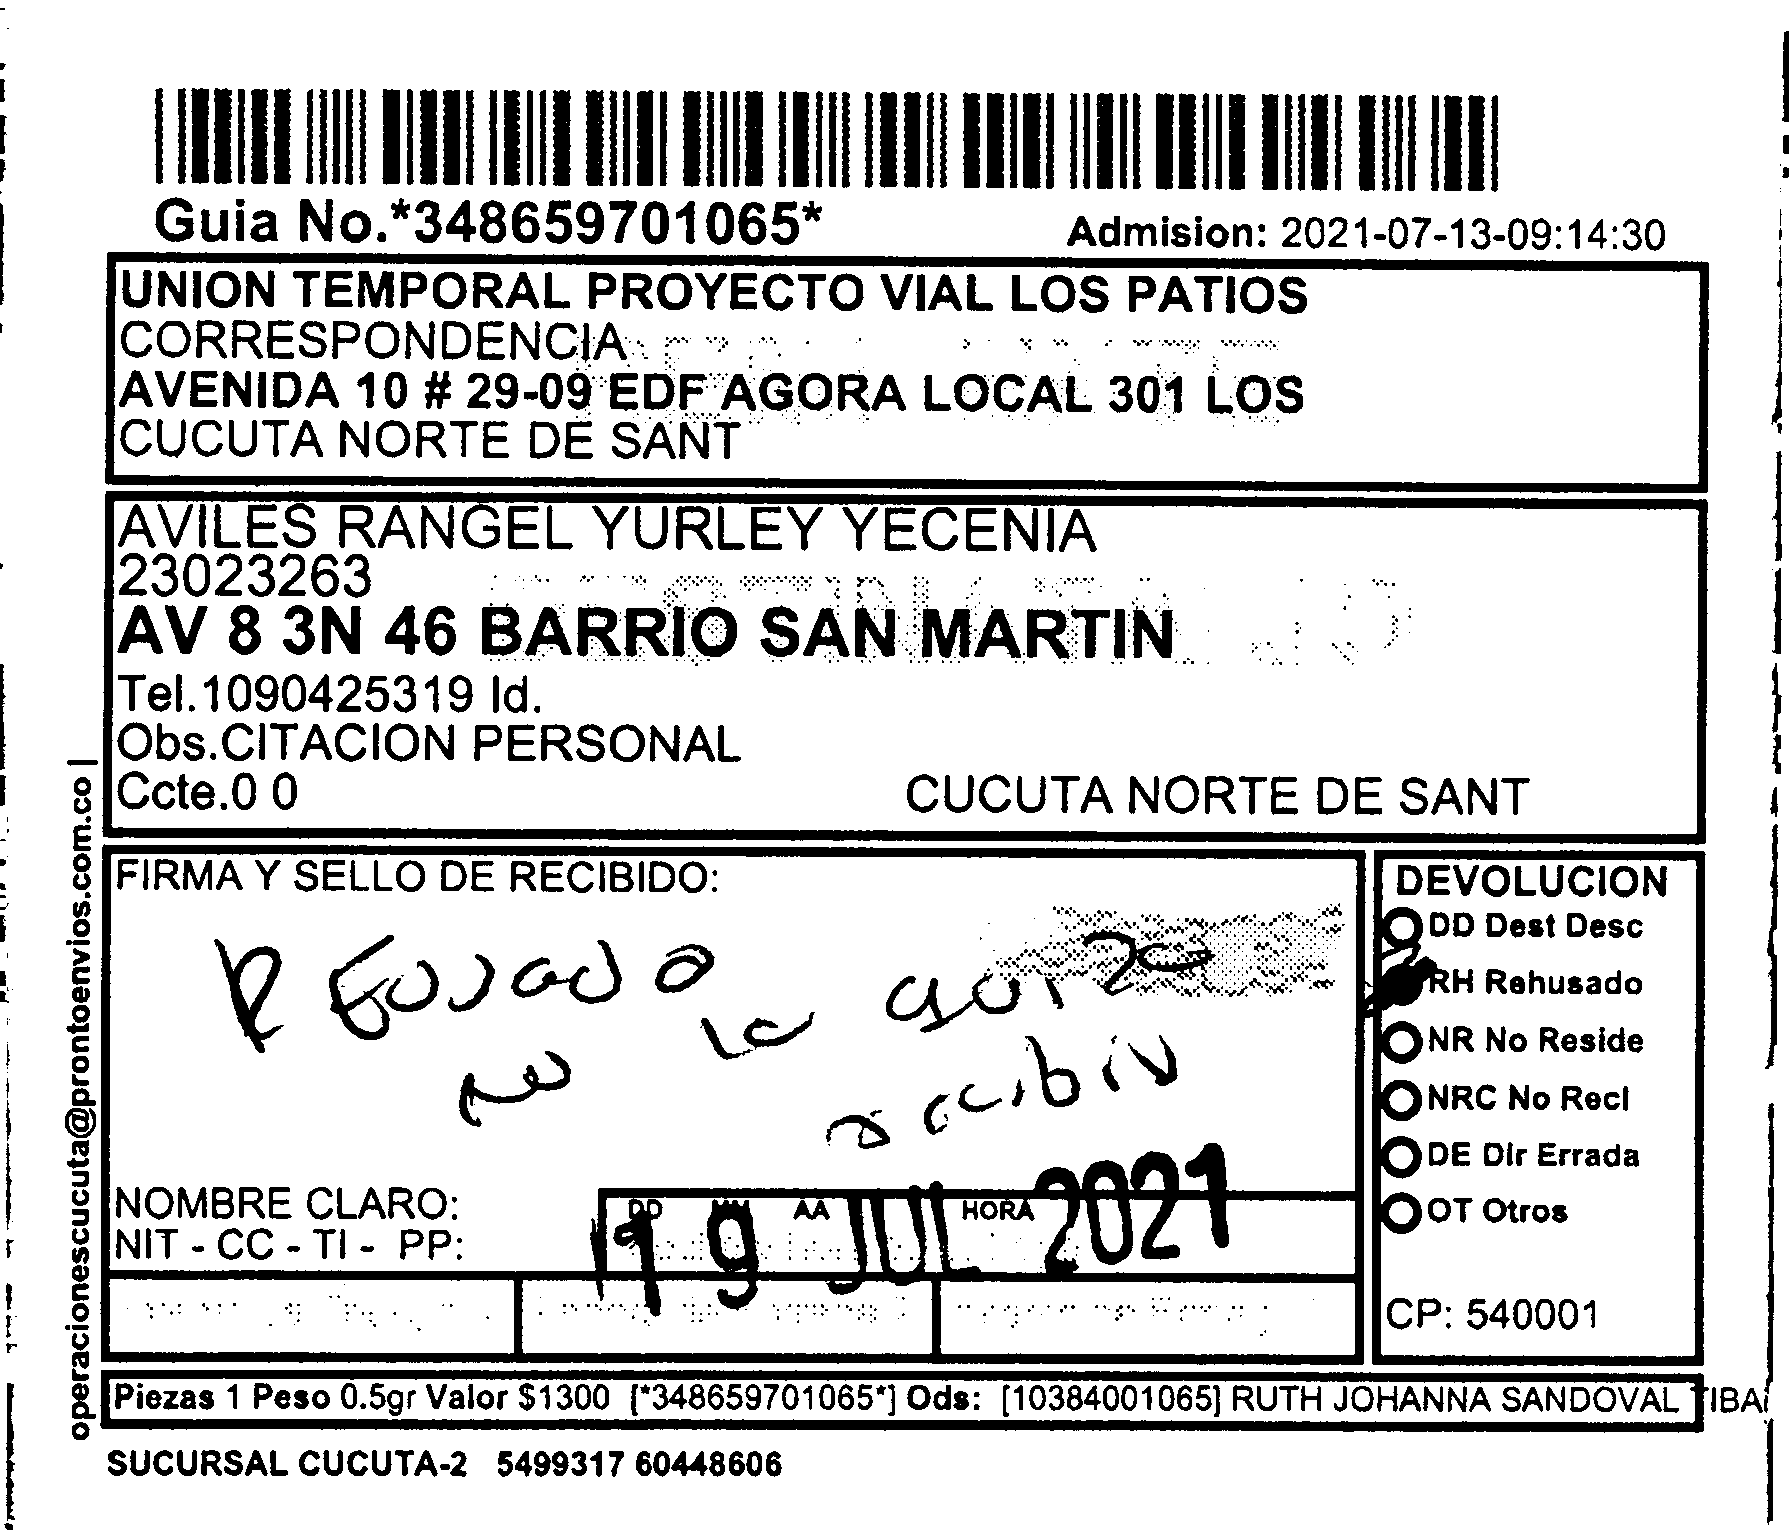 Guia No.*348659701065*
Admision: 2021-07-13-09:14:30
UNION TEMPORAL PROYECTO VIAL LOS PATIOS
CORRESPONDENCIA
AVENIDA 10 # 29-09 EDF AGORA LOCAL 301 LOS
CUCUTA NORTE DE SANT
AVILES RANGEL YURLEY YECENIA
23023263
AV 8 3N 46 BARRIO SAN MARTIN
Tel.1090425319 Id.
Obs.CITACION PERSONAL
Ccte.0 0 CUCUTA NORTE DE SANT
operacionescucuta@prontoenvios.com.co |
FIRMA Y SELLO DE RECIBIDO:
no la
recibir
NOMBRE CLARO:
NIT - CC - TI - PP:
DD MM AA HORA
19 JUL 2021
DEVOLUCION
DD Dest Desc
RH Rehusado
NR No Reside
NRC No Recl
DE Dir Errada
OT Otros
CP: 540001
Piezas 1 Peso 0.5gr Valor $1300 [*348659701065*] Ods: [10384001065] RUTH JOHANNA SANDOVAL TIBA
SUCURSAL CUCUTA-2 5499317 60448606